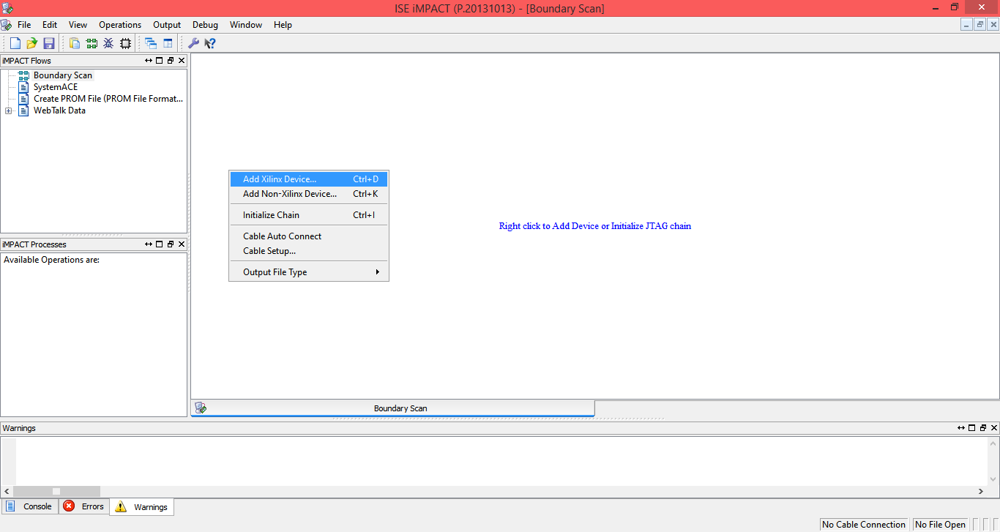 ISE iMPACT (P.20131013) - [Boundary Scan]
File Edit View Operations Output Debug Window Help
iMPACT Flows
Boundary Scan
SystemACE
Create PROM File (PROM File Format...
WebTalk Data
Add Xilinx Device... Ctrl+D
Add Non-Xilinx Device... Ctrl+K
Initialize Chain Ctrl+I
Cable Auto Connect
Cable Setup...
Output File Type
Right click to Add Device or Initialize JTAG chain
iMPACT Processes
Available Operations are:
Boundary Scan
Warnings
Console Errors Warnings
No Cable Connection No File Open